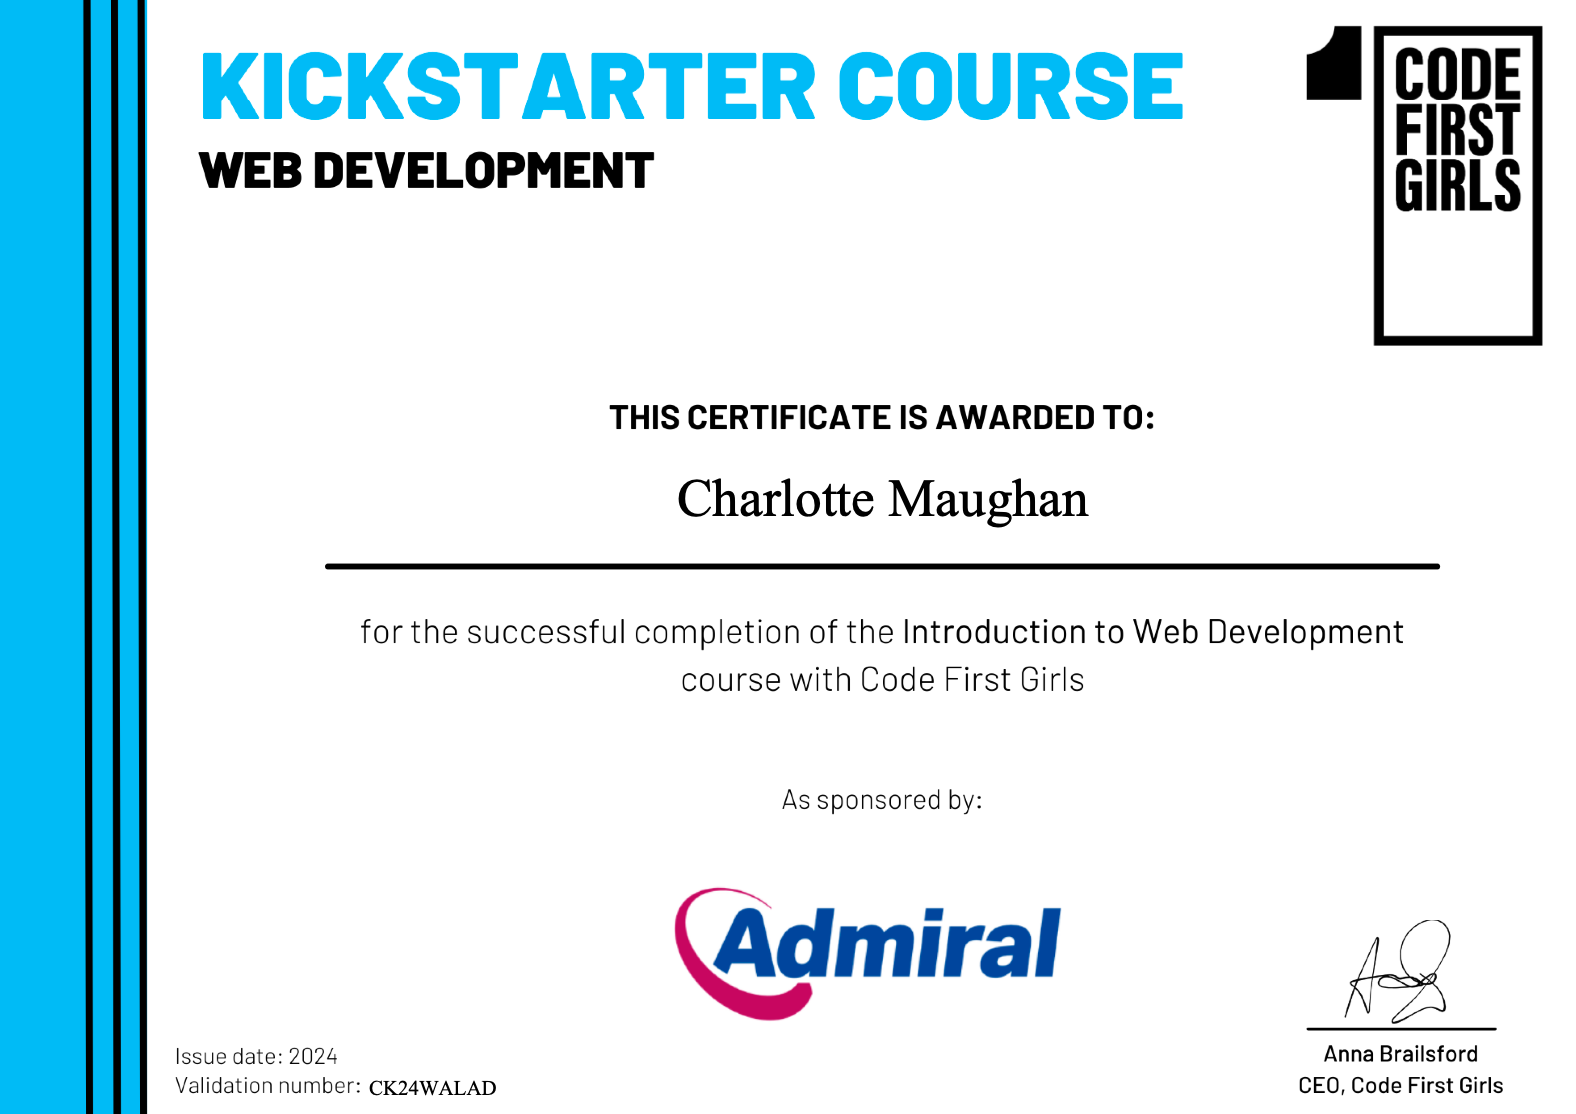 KICKSTARTER COURSE
WEB DEVELOPMENT
CODE
FIRST
GIRLS
THIS CERTIFICATE IS AWARDED TO:
Charlotte Maughan
for the successful completion of the Introduction to Web Development
course with Code First Girls
As sponsored by:
Admiral
Issue date: 2024
Validation number: CK24WALAD
Anna Brailsford
CEO, Code First Girls